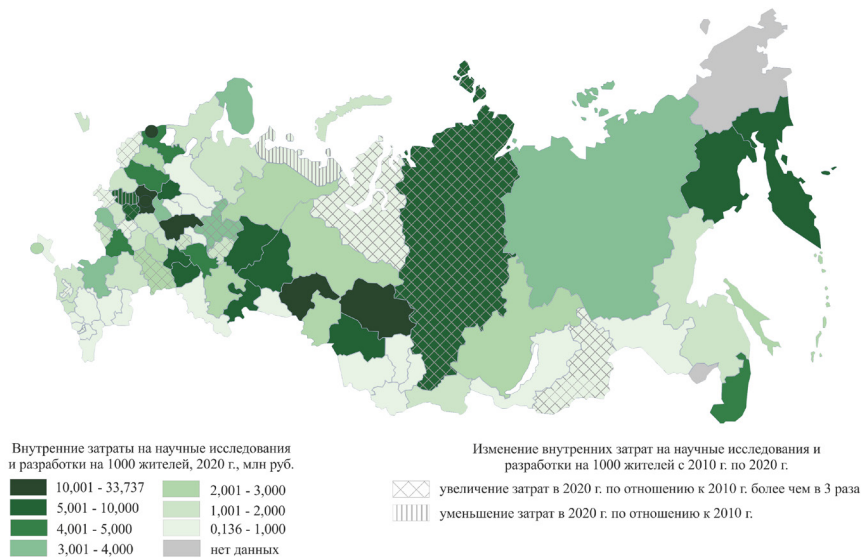 Внутренние затраты на научные исследования
и разработки на 1000 жителей, 2020 г., млн руб.
10,001 - 33,737
5,001 - 10,000
4,001 - 5,000
3,001 - 4,000
2,001 - 3,000
1,001 - 2,000
0,136 - 1,000
нет данных
Изменение внутренних затрат на научные исследования и
разработки на 1000 жителей с 2010 г. по 2020 г.
увеличение затрат в 2020 г. по отношению к 2010 г. более чем в 3 раза
уменьшение затрат в 2020 г. по отношению к 2010 г.